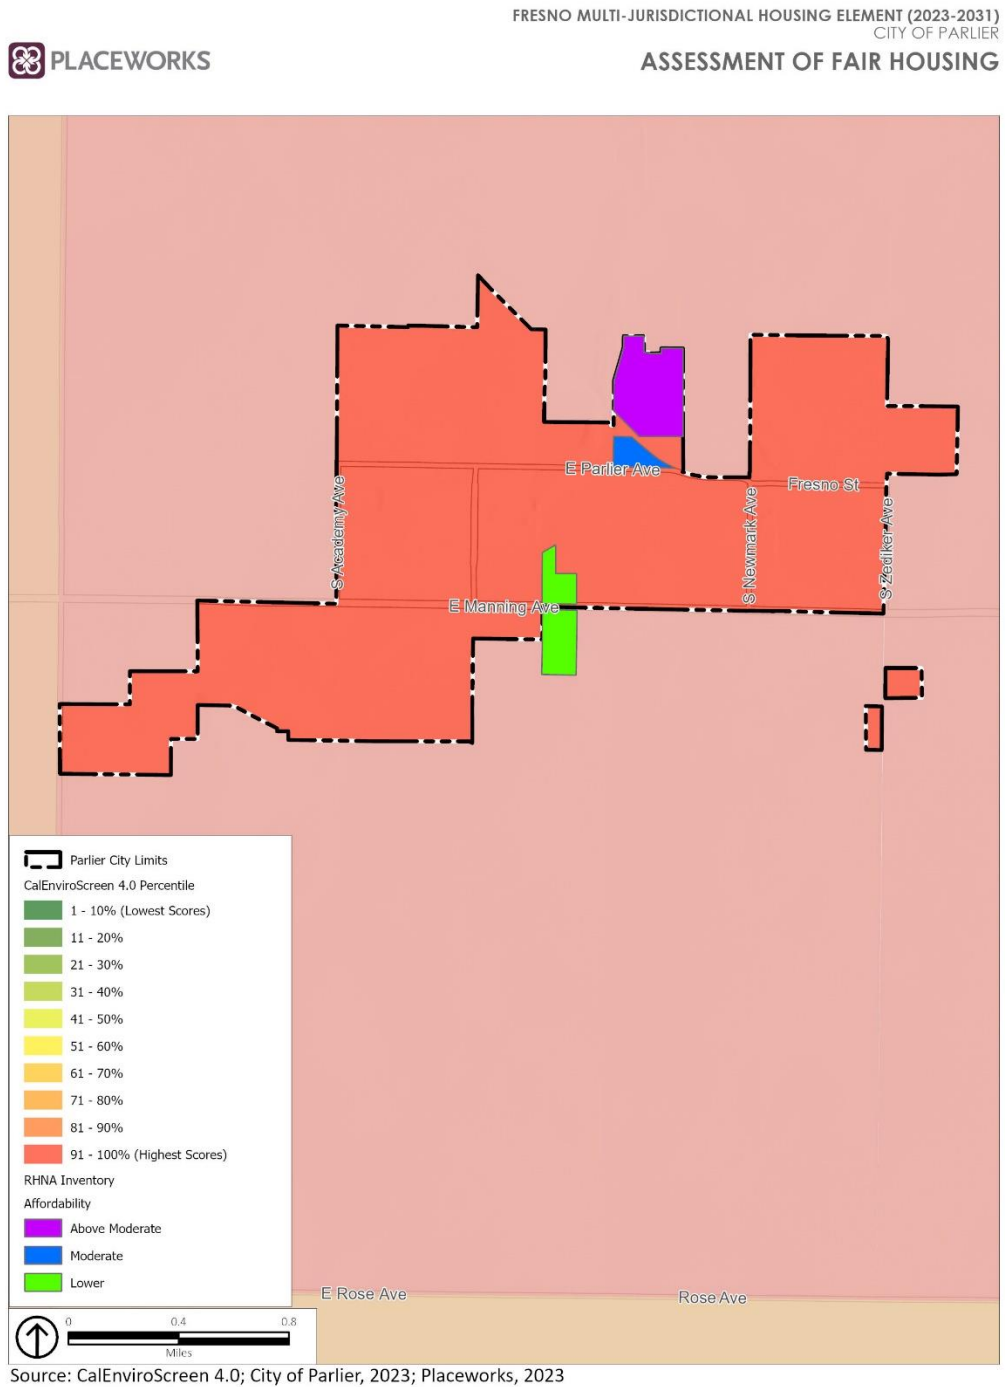 FRESNO MULTI-JURISDICTIONAL HOUSING ELEMENT (2023-2031)
CITY OF PARLIER
PLACEWORKS
ASSESSMENT OF FAIR HOUSING
E Parlier Ave
Fresno St
S Academy Ave
S Newmark Ave
S Zediker Ave
E Manning Ave
Parlier City Limits
CalEnviroScreen 4.0 Percentile
1 - 10% (Lowest Scores)
11 - 20%
21 - 30%
31 - 40%
41 - 50%
51 - 60%
61 - 70%
71 - 80%
81 - 90%
91 - 100% (Highest Scores)
RHNA Inventory
Affordability
Above Moderate
Moderate
Lower
E Rose Ave
Rose Ave
0 0.4 0.8
Miles
Source: CalEnviroScreen 4.0; City of Parlier, 2023; Placeworks, 2023